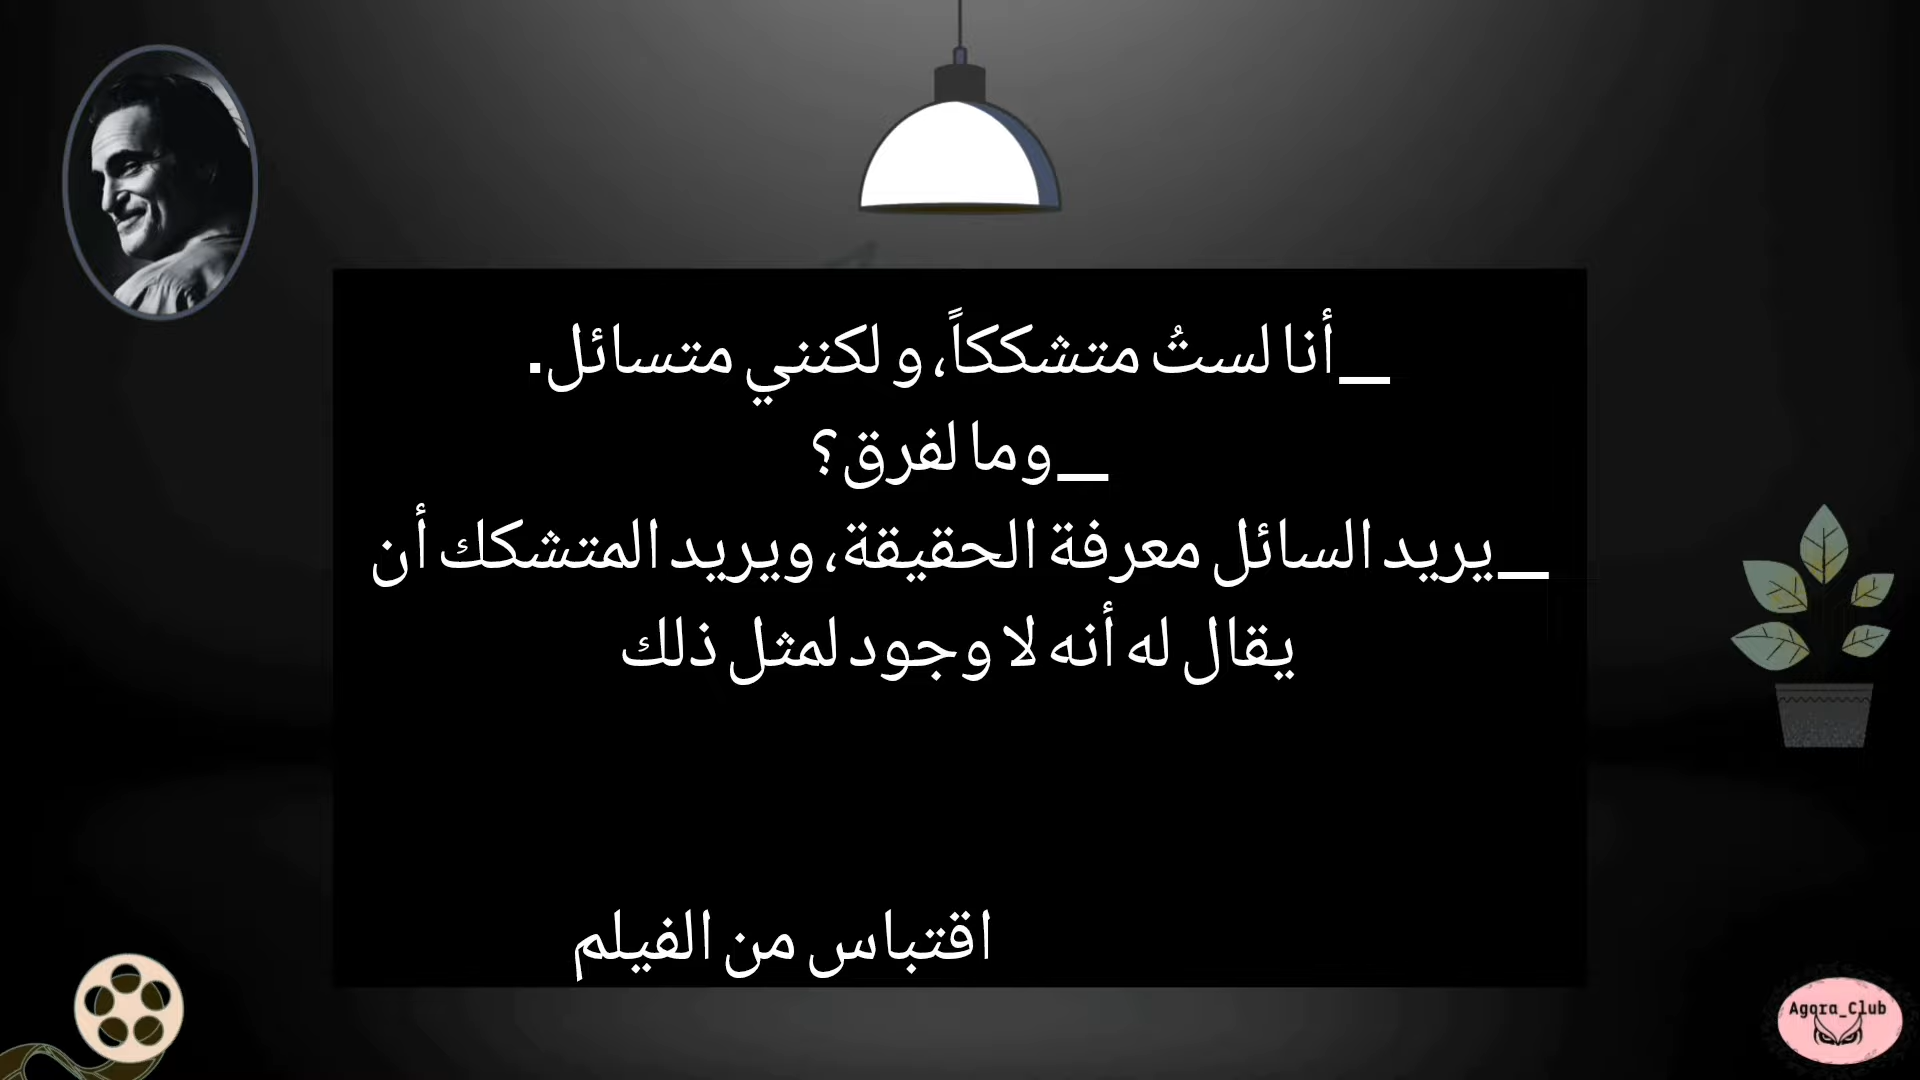 _أنا لستُ متشككاً، و لكنني متسائل.
_وما لفرق؟
_يريد السائل معرفة الحقيقة، ويريد المتشكك أن
يقال له أنه لا وجود لمثل ذلك
اقتباس من الفيلم
Agora_Club